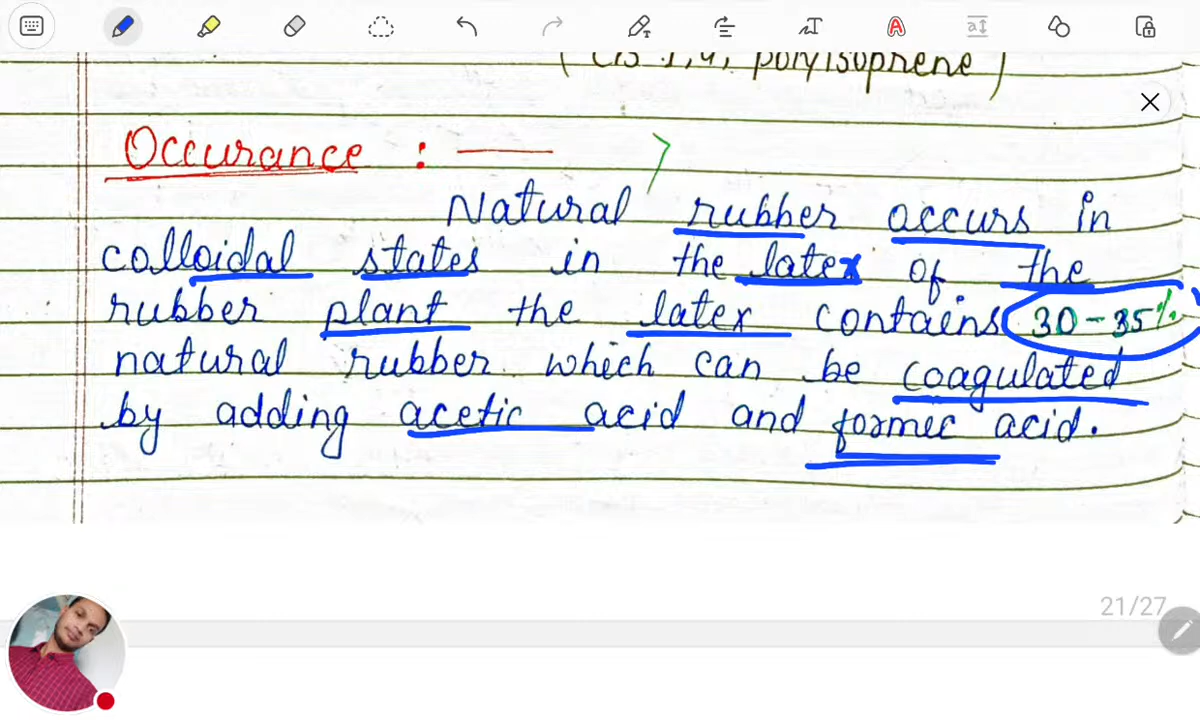 (cis 1,4, polyisoprene)
Occurance : —
Natural rubber occurs in
colloidal states in the latex of the
rubber plant the latex contains 30-35%
natural rubber which can be coagulated
by adding acetic acid and formic acid.
21/27